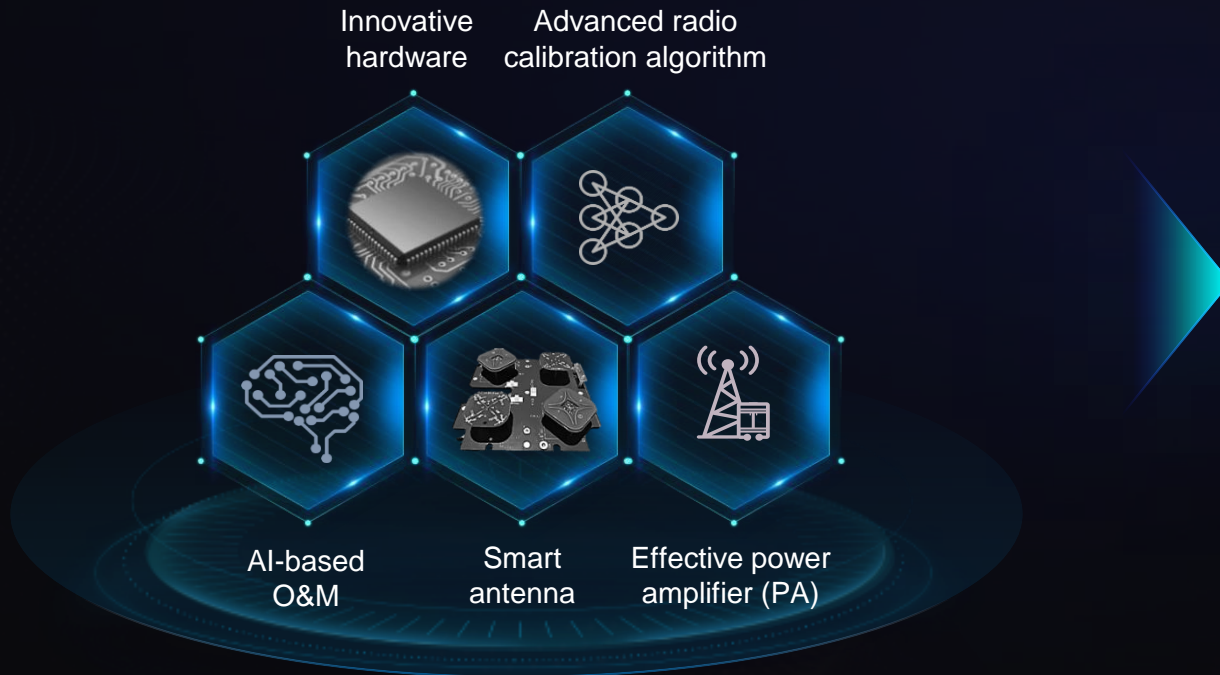 Innovative
hardware
Advanced radio
calibration algorithm
AI-based
O&M
Smart
antenna
Effective power
amplifier (PA)